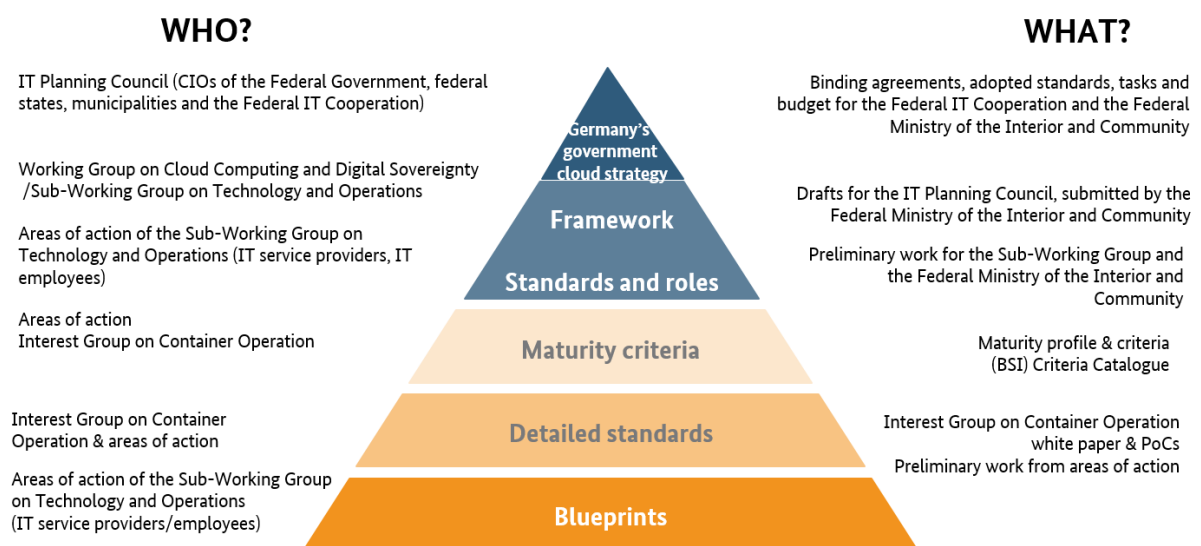 WHO?
WHAT?
IT Planning Council (CIOs of the Federal Government, federal
states, municipalities and the Federal IT Cooperation)
Binding agreements, adopted standards, tasks and
budget for the Federal IT Cooperation and the Federal
Ministry of the Interior and Community
Germany's
government
cloud strategy
Working Group on Cloud Computing and Digital Sovereignty
/Sub-Working Group on Technology and Operations
Framework
Drafts for the IT Planning Council, submitted by the
Federal Ministry of the Interior and Community
Areas of action of the Sub-Working Group on
Technology and Operations (IT service providers, IT
employees)
Standards and roles
Preliminary work for the Sub-Working Group and
the Federal Ministry of the Interior and
Community
Areas of action
Interest Group on Container Operation
Maturity criteria
Maturity profile & criteria
(BSI) Criteria Catalogue
Interest Group on Container
Operation & areas of action
Detailed standards
Interest Group on Container Operation
white paper & PoCs
Preliminary work from areas of action
Areas of action of the Sub-Working Group
on Technology and Operations
(IT service providers/employees)
Blueprints